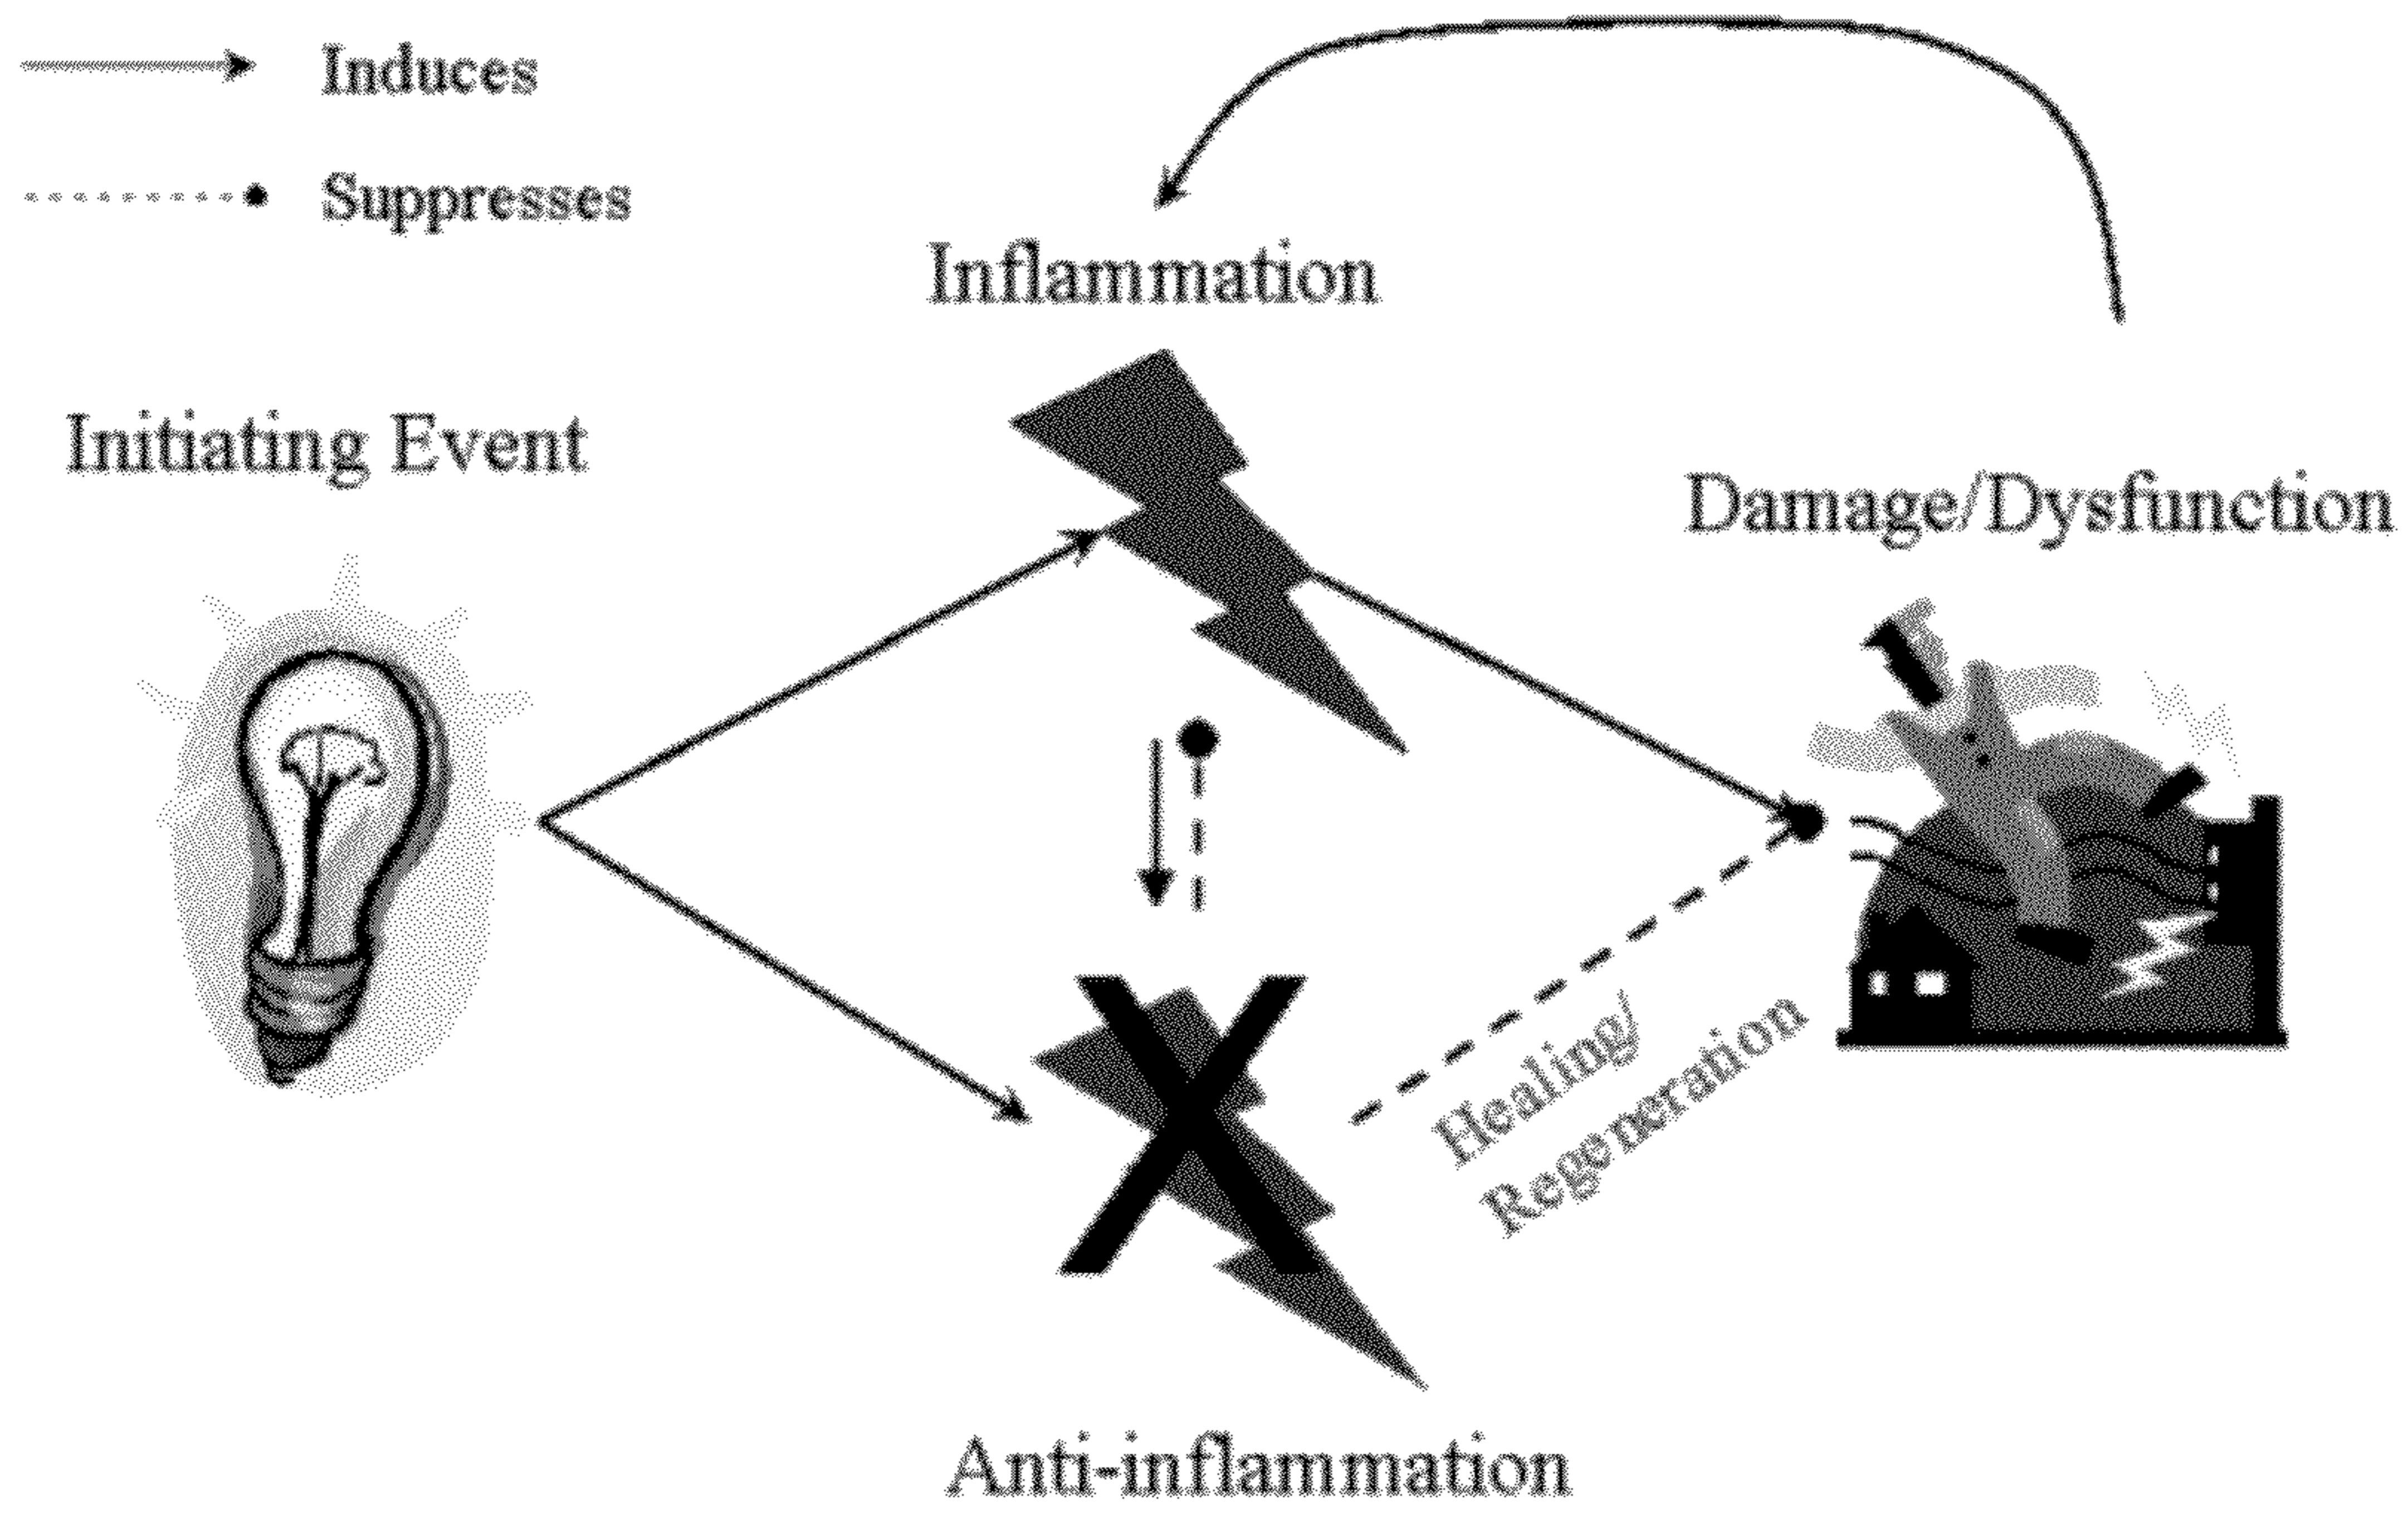 Induces
Suppresses
Inflammation
Initiating Event
Damage/Dysfunction
Healing/
Regeneration
Anti-inflammation